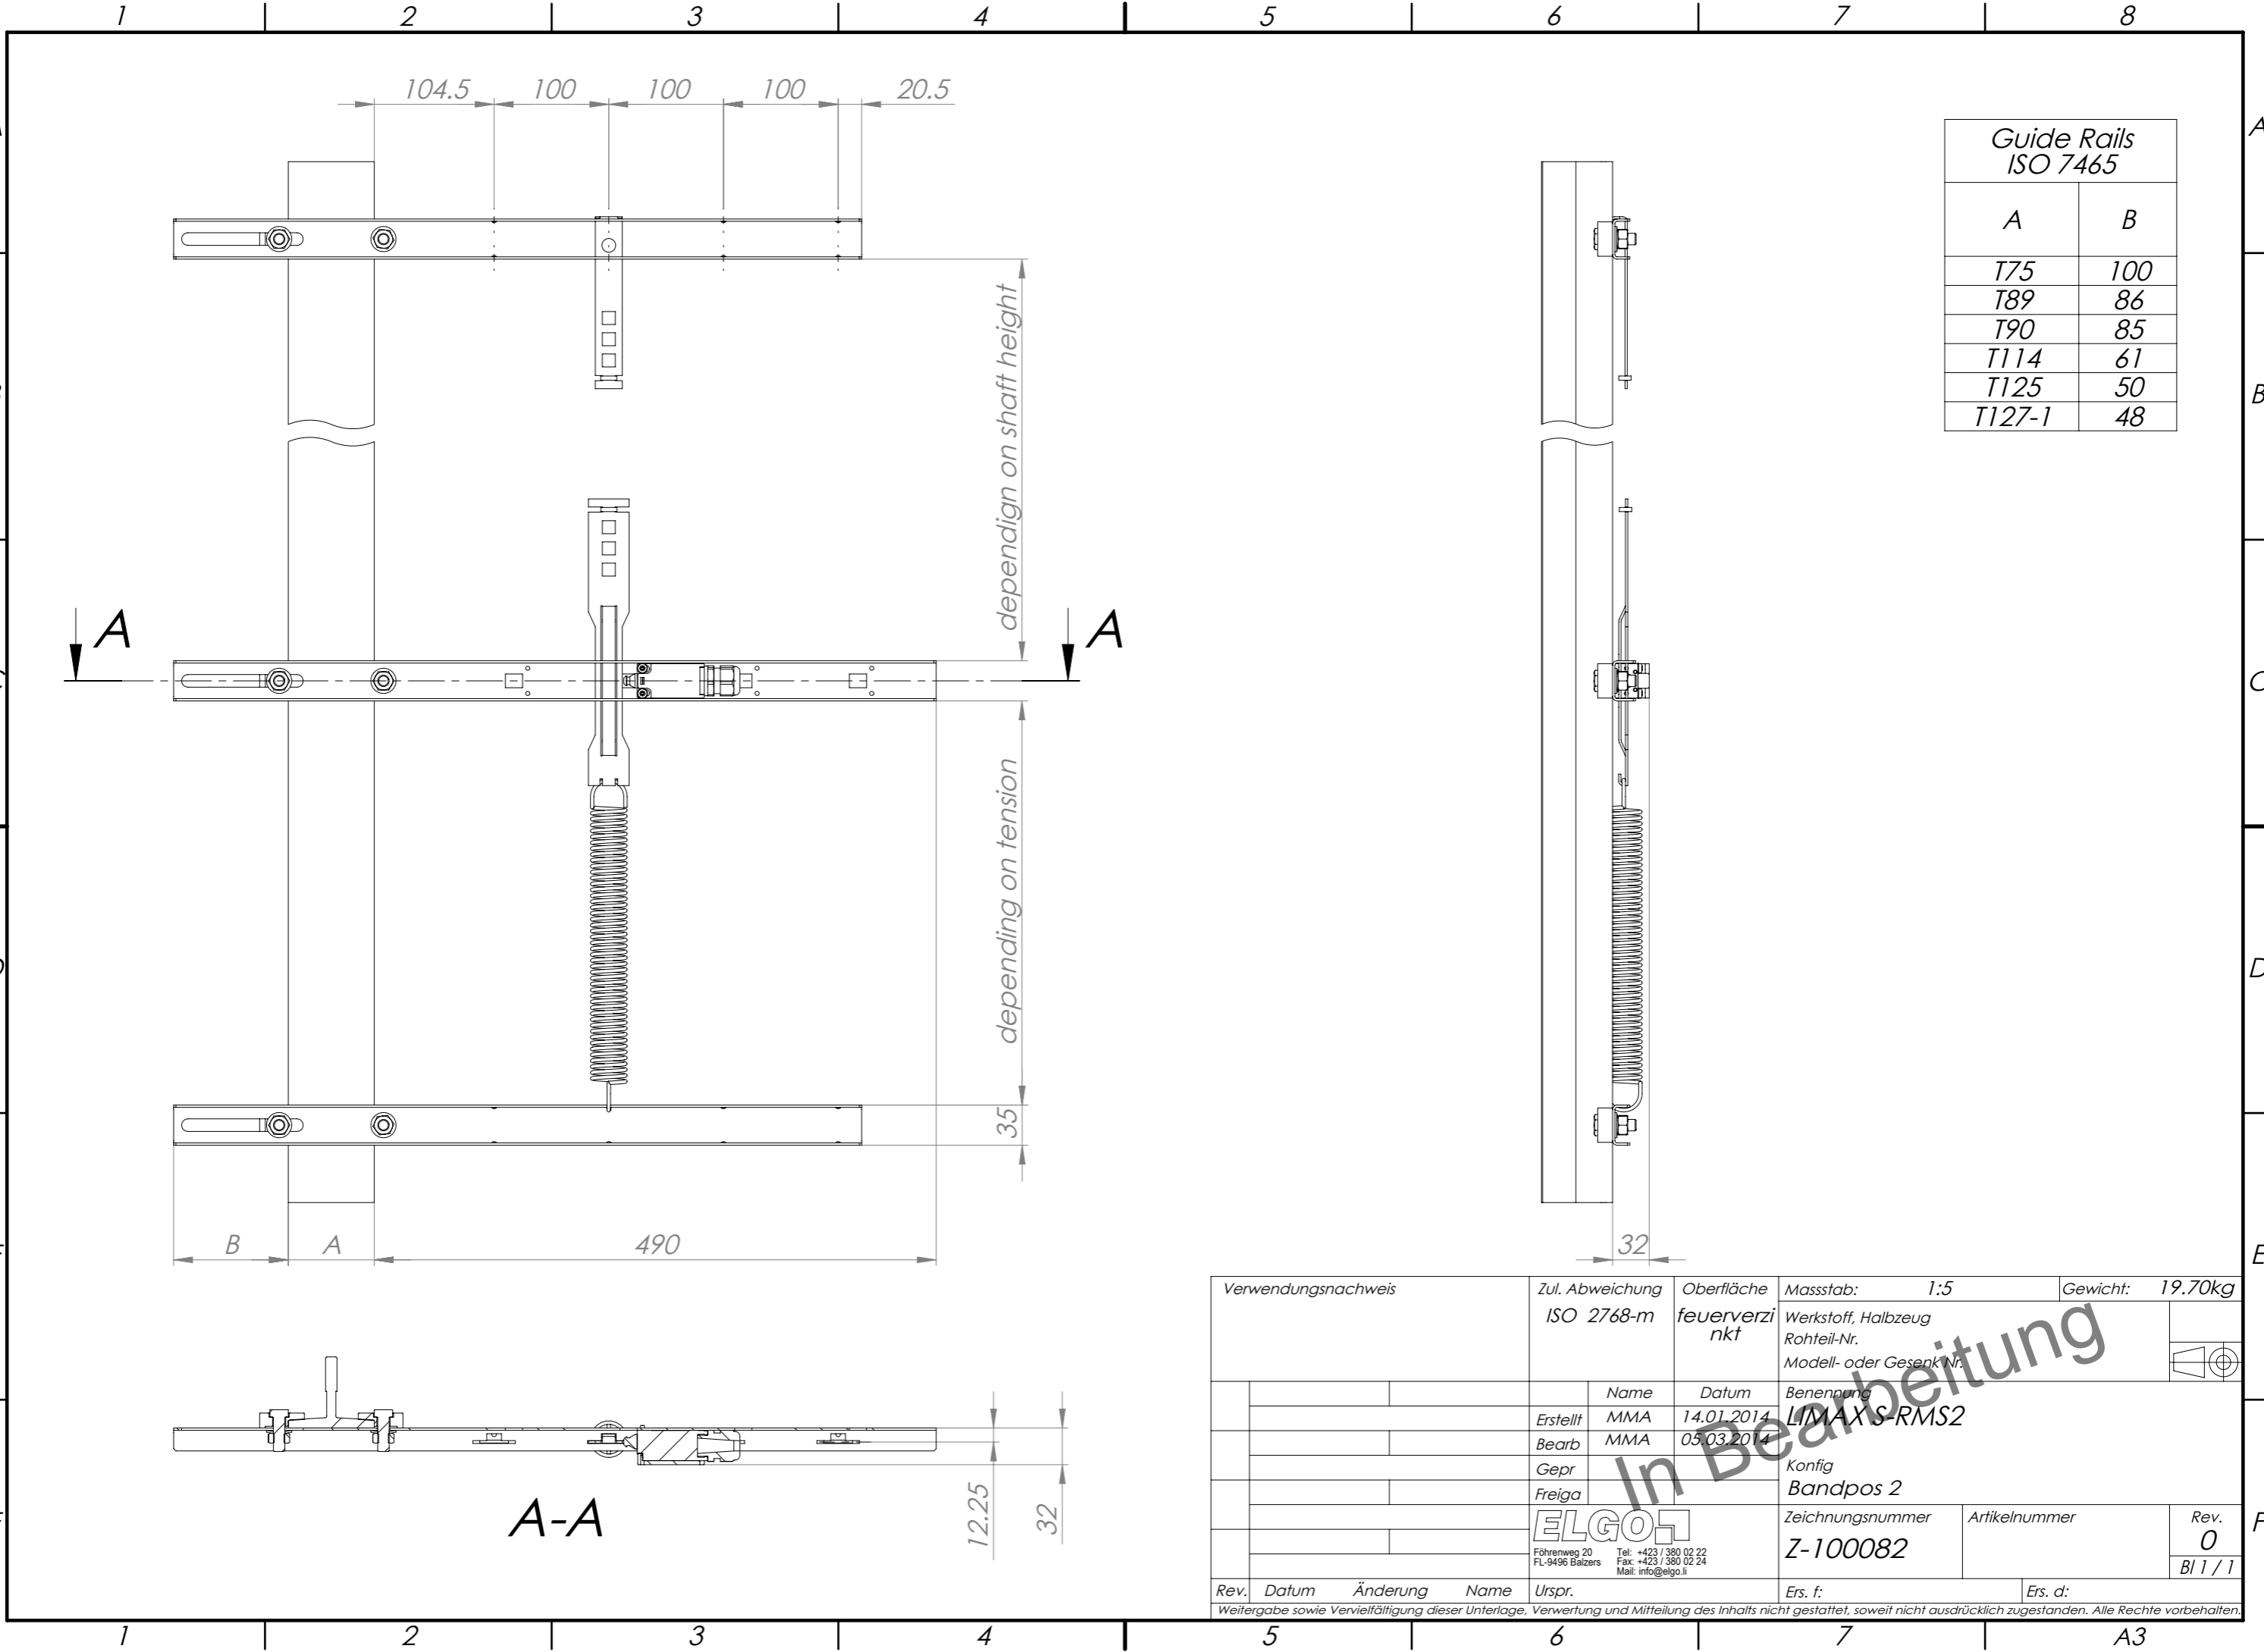 1 2 3 4 5 6 7 8
104.5 100 100 100 20.5
A
Guide Rails
ISO 7465
A B
T75 100
T89 86
T90 85
T114 61
T125 50
T127-1 48
B
dependign on shaft height
A A
C
depending on tension
D
35
B A 490
32
E
A-A
12.25
32
Verwendungsnachweis
Zul. Abweichung
ISO 2768-m
Oberfläche
feuerverzi
nkt
Massstab: 1:5
Gewicht: 19.70kg
Werkstoff, Halbzeug
Rohteil-Nr.
Modell- oder Gesenk Nr.
Name Datum
Erstellt MMA 14.01.2014
Bearb MMA 05.03.2014
Gepr
Freiga
Benennung
LIMAX S-RMS2
Konfig
Bandpos 2
In Bearbeitung
ELGO
Föhrenweg 20
FL-9496 Balzers
Tel: +423 / 380 02 22
Fax: +423 / 380 02 24
Mail: info@elgo.li
Zeichnungsnummer
Z-100082
Artikelnummer
Rev.
0
Bl 1 / 1
F
Rev. Datum Änderung Name Urspr. Ers. f: Ers. d:
Weitergabe sowie Vervielfältigung dieser Unterlage, Verwertung und Mitteilung des Inhalts nicht gestattet, soweit nicht ausdrücklich zugestanden. Alle Rechte vorbehalten.
1 2 3 4 5 6 7 A3